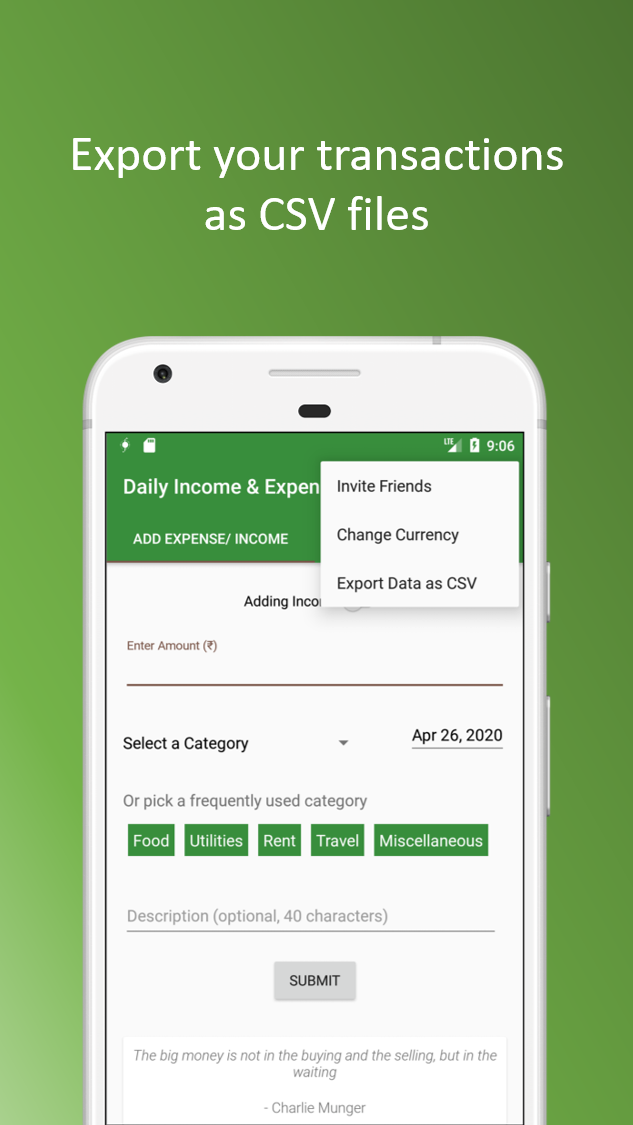 Export your transactions
as CSV files
LTE 9:06
Daily Income & Expen
Invite Friends
ADD EXPENSE/ INCOME
Change Currency
Export Data as CSV
Adding Inco
Enter Amount (₹)
Select a Category
Apr 26, 2020
Or pick a frequently used category
Food Utilities Rent Travel Miscellaneous
Description (optional, 40 characters)
SUBMIT
The big money is not in the buying and the selling, but in the
waiting
- Charlie Munger